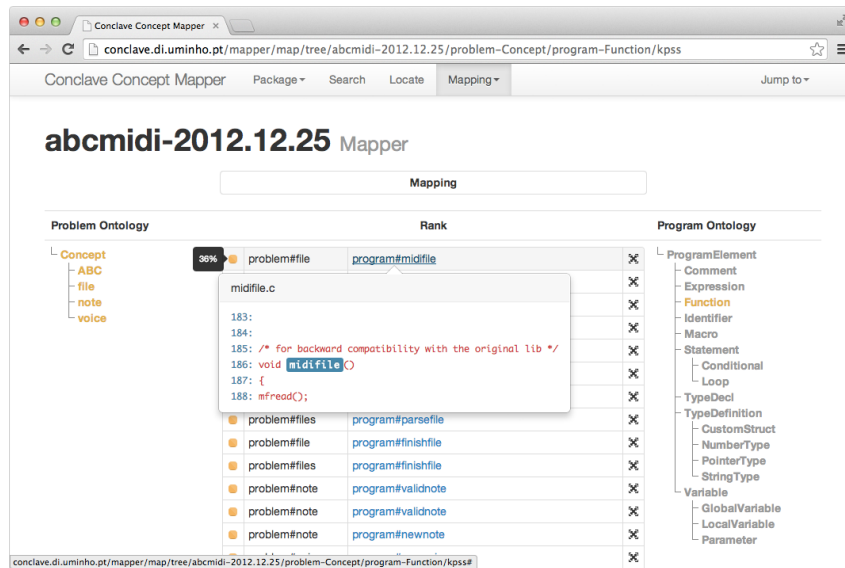 Conclave Concept Mapper ×
conclave.di.uminho.pt/mapper/map/tree/abcmidi-2012.12.25/problem-Concept/program-Function/kpss
Conclave Concept Mapper Package Search Locate Mapping Jump to
abcmidi-2012.12.25 Mapper
Mapping
Problem Ontology Rank Program Ontology
Concept
ABC
file
note
voice
36% problem#file program#midifile
midifile.c
183:
184:
185: /* for backward compatibility with the original lib */
186: void midifile()
187: {
188: mfread();
problem#files program#parsefile
problem#file program#finishfile
problem#files program#finishfile
problem#note program#validnote
problem#note program#validnote
problem#note program#newnote
ProgramElement
Comment
Expression
Function
Identifier
Macro
Statement
Conditional
Loop
TypeDecl
TypeDefinition
CustomStruct
NumberType
PointerType
StringType
Variable
GlobalVariable
LocalVariable
Parameter
conclave.di.uminho.pt/mapper/map/tree/abcmidi-2012.12.25/problem-Concept/program-Function/kpss#